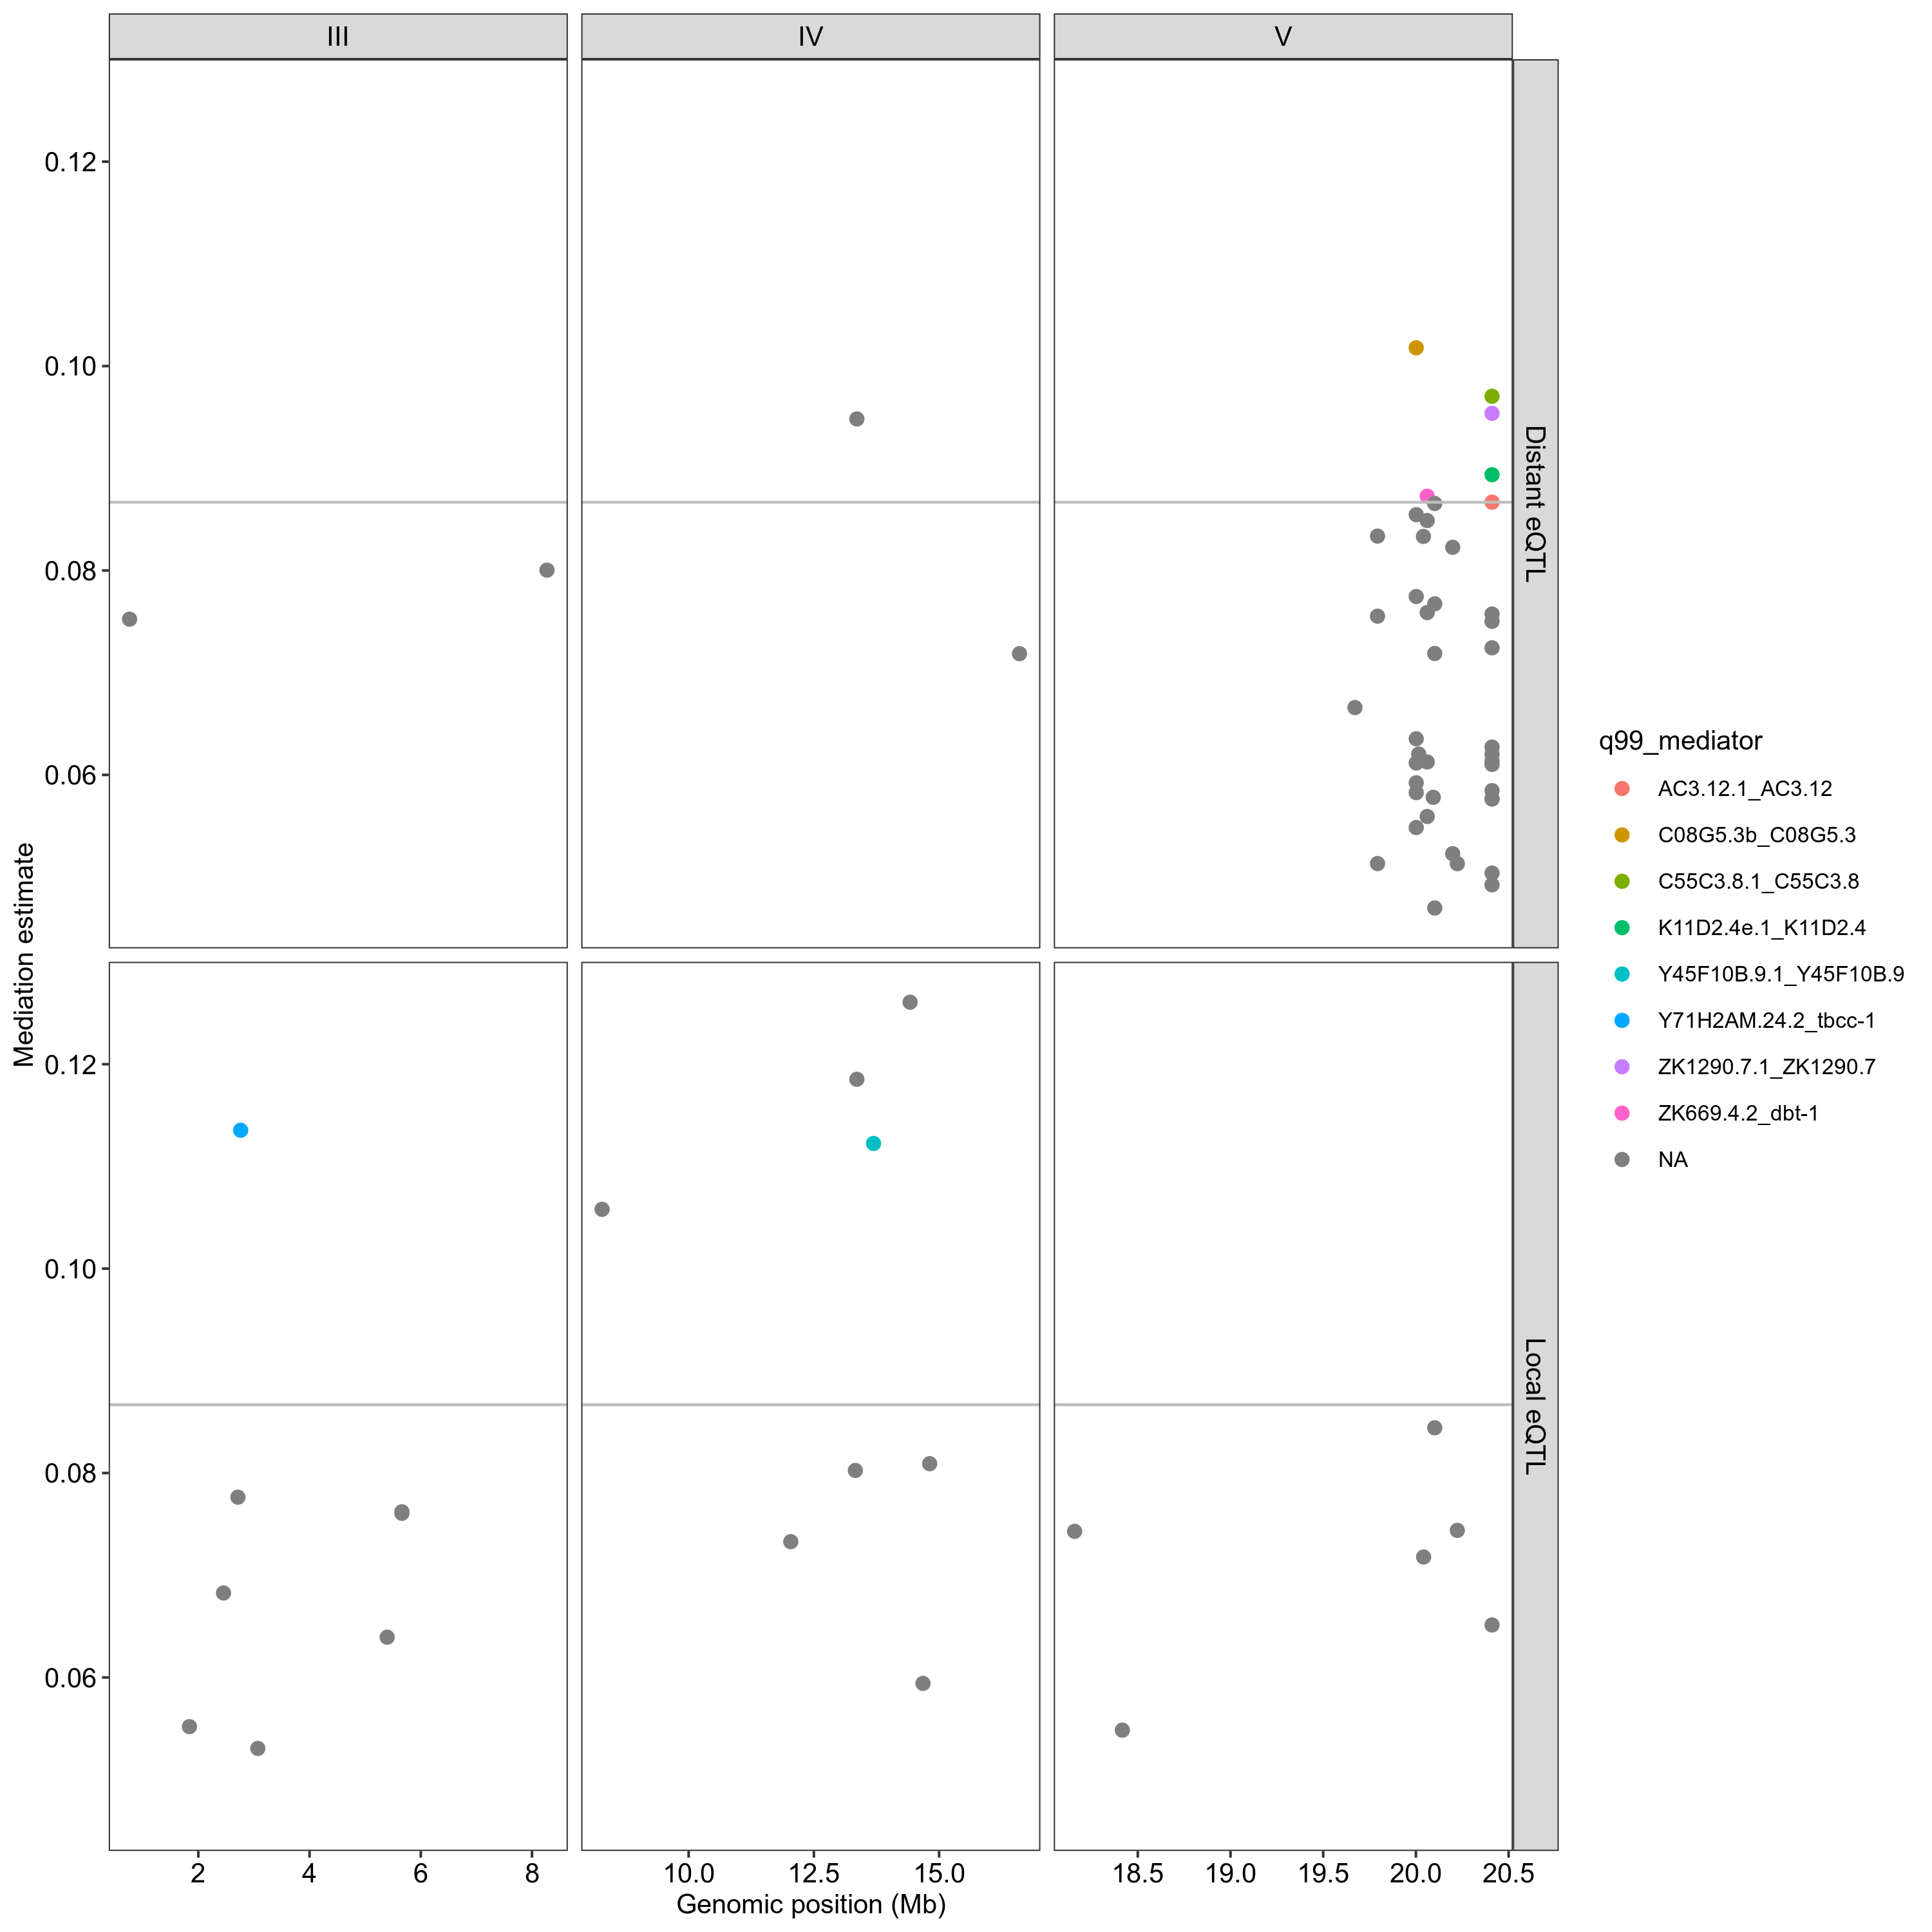 III
IV
V
0.12
0.10
0.08
0.06
Distant eQTL
Mediation estimate
0.12
0.10
0.08
0.06
Local eQTL
2
4
6
8
10.0
12.5
15.0
18.5
19.0
19.5
20.0
20.5
Genomic position (Mb)
q99_mediator
AC3.12.1_AC3.12
C08G5.3b_C08G5.3
C55C3.8.1_C55C3.8
K11D2.4e.1_K11D2.4
Y45F10B.9.1_Y45F10B.9
Y71H2AM.24.2_tbcc-1
ZK1290.7.1_ZK1290.7
ZK669.4.2_dbt-1
NA